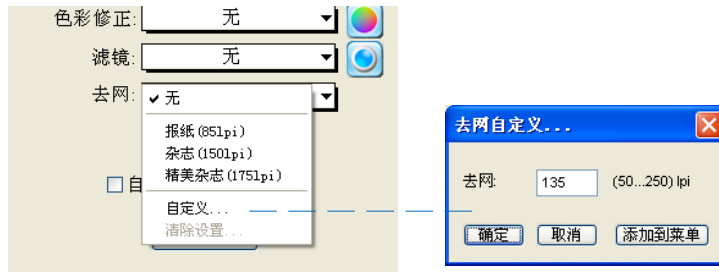 色彩修正: 无
滤镜: 无
去网: ✓无
报纸(85lpi)
杂志(150lpi)
精美杂志(175lpi)
自
自定义...
清除设置...
去网自定义...
去网: 135 (50...250) lpi
确定 取消 添加到菜单